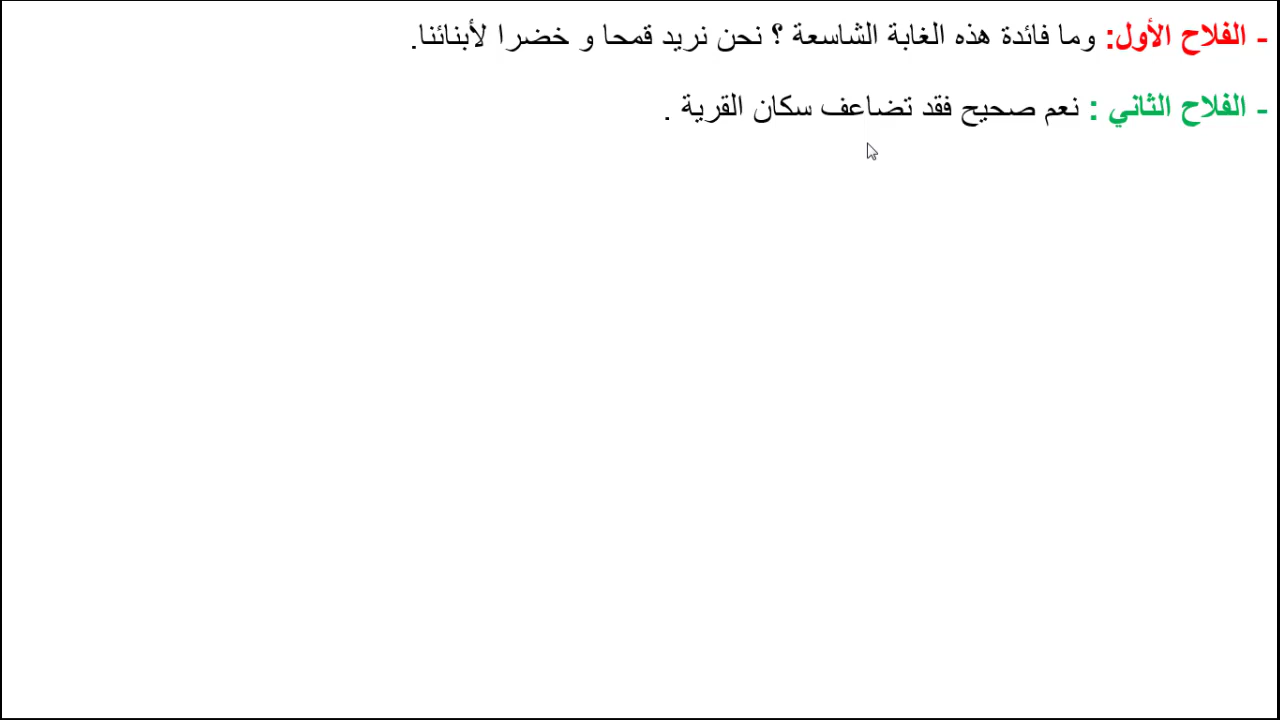 - الفلاح الأول: وما فائدة هذه الغابة الشاسعة ؟ نحن نريد قمحا و خضرا لأبنائنا.
- الفلاح الثاني : نعم صحيح فقد تضاعف سكان القرية .